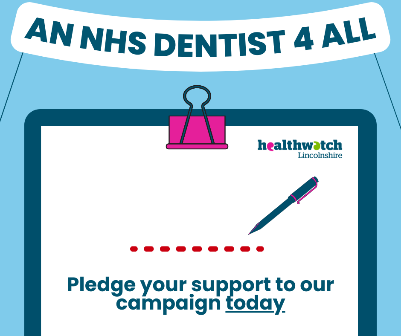 AN NHS DENTIST 4 ALL
healthwatch
Lincolnshire
Pledge your support to our
campaign today